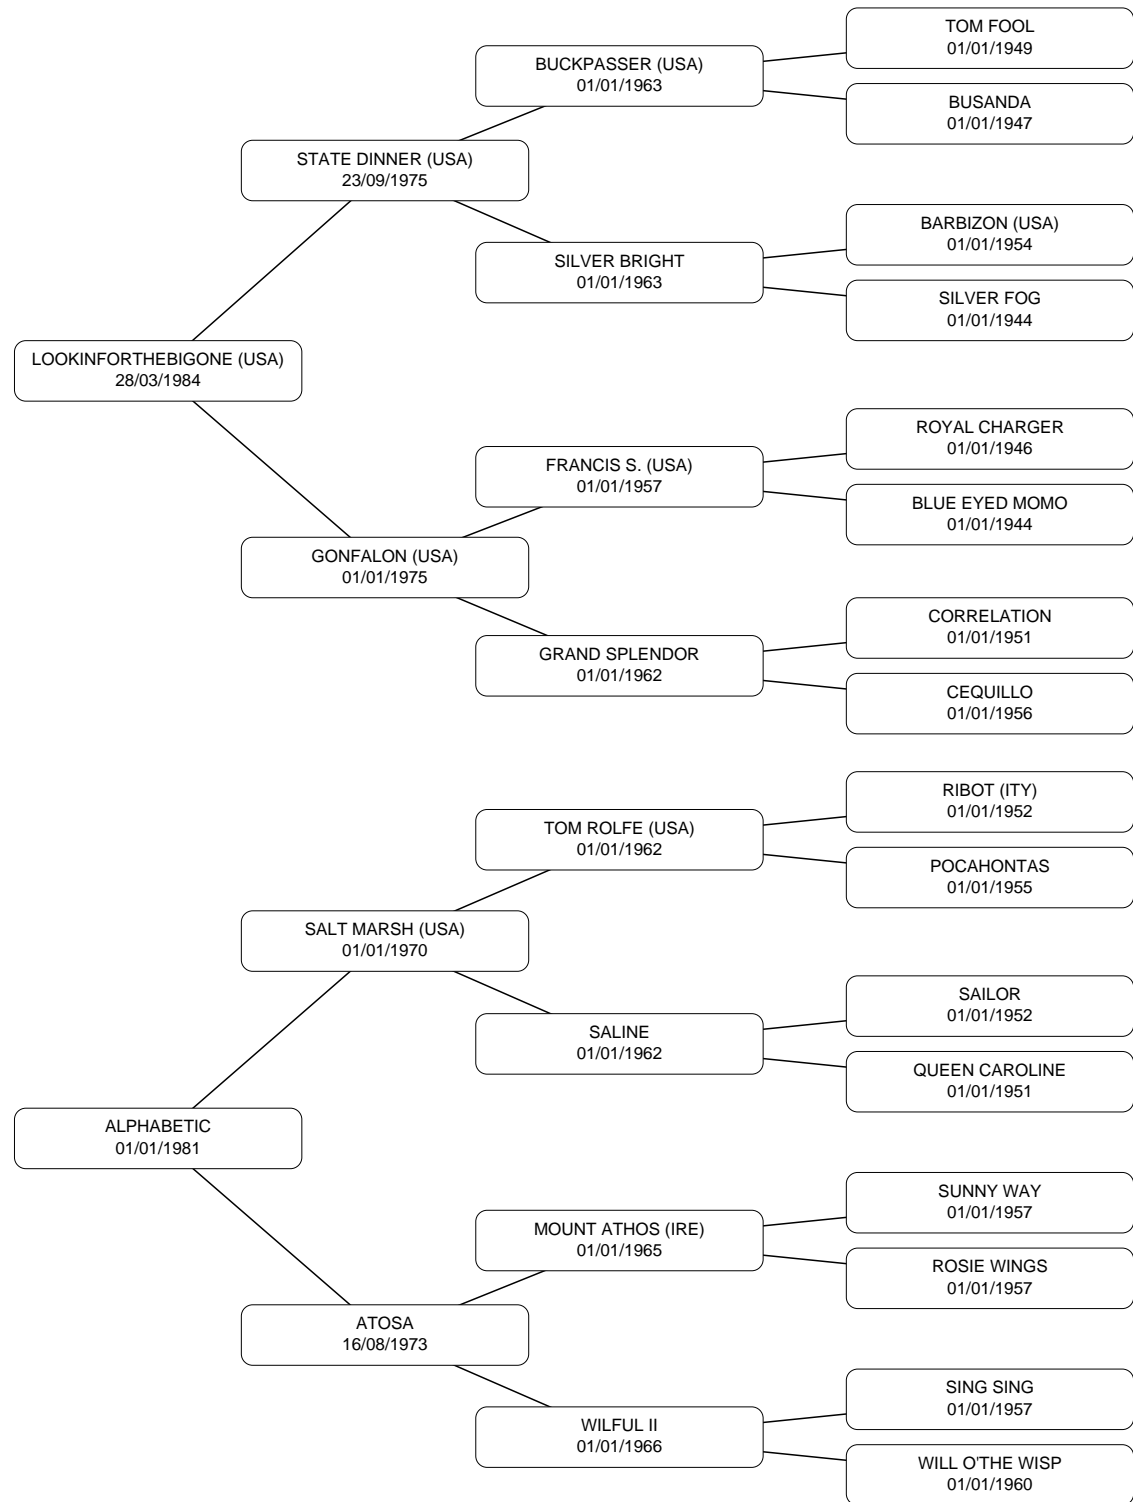 TOM FOOL
01/01/1949
BUCKPASSER (USA)
01/01/1963
BUSANDA
01/01/1947
STATE DINNER (USA)
23/09/1975
BARBIZON (USA)
01/01/1954
SILVER BRIGHT
01/01/1963
SILVER FOG
01/01/1944
LOOKINFORTHEBIGONE (USA)
28/03/1984
ROYAL CHARGER
01/01/1946
FRANCIS S. (USA)
01/01/1957
BLUE EYED MOMO
01/01/1944
GONFALON (USA)
01/01/1975
CORRELATION
01/01/1951
GRAND SPLENDOR
01/01/1962
CEQUILLO
01/01/1956
RIBOT (ITY)
01/01/1952
TOM ROLFE (USA)
01/01/1962
POCAHONTAS
01/01/1955
SALT MARSH (USA)
01/01/1970
SAILOR
01/01/1952
SALINE
01/01/1962
QUEEN CAROLINE
01/01/1951
ALPHABETIC
01/01/1981
SUNNY WAY
01/01/1957
MOUNT ATHOS (IRE)
01/01/1965
ROSIE WINGS
01/01/1957
ATOSA
16/08/1973
SING SING
01/01/1957
WILFUL II
01/01/1966
WILL O'THE WISP
01/01/1960